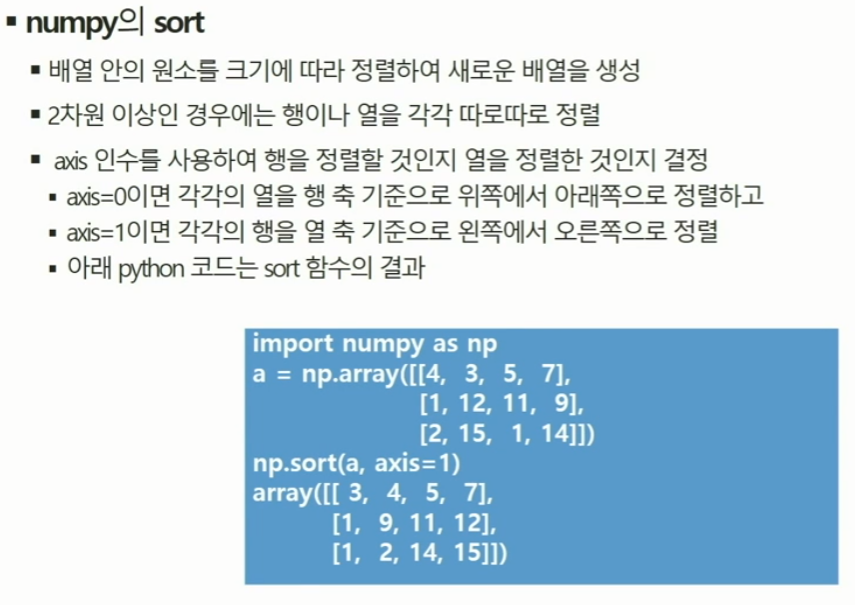 ▪ numpy의 sort
▪ 배열 안의 원소를 크기에 따라 정렬하여 새로운 배열을 생성
▪ 2차원 이상인 경우에는 행이나 열을 각각 따로따로 정렬
▪ axis 인수를 사용하여 행을 정렬할 것인지 열을 정렬한 것인지 결정
▪ axis=0이면 각각의 열을 행 축 기준으로 위쪽에서 아래쪽으로 정렬하고
▪ axis=1이면 각각의 행을 열 축 기준으로 왼쪽에서 오른쪽으로 정렬
▪ 아래 python 코드는 sort 함수의 결과
import numpy as np
a = np.array([[4, 3, 5, 7],
[1, 12, 11, 9],
[2, 15, 1, 14]])
np.sort(a, axis=1)
array([[ 3, 4, 5, 7],
[1, 9, 11, 12],
[1, 2, 14, 15]])